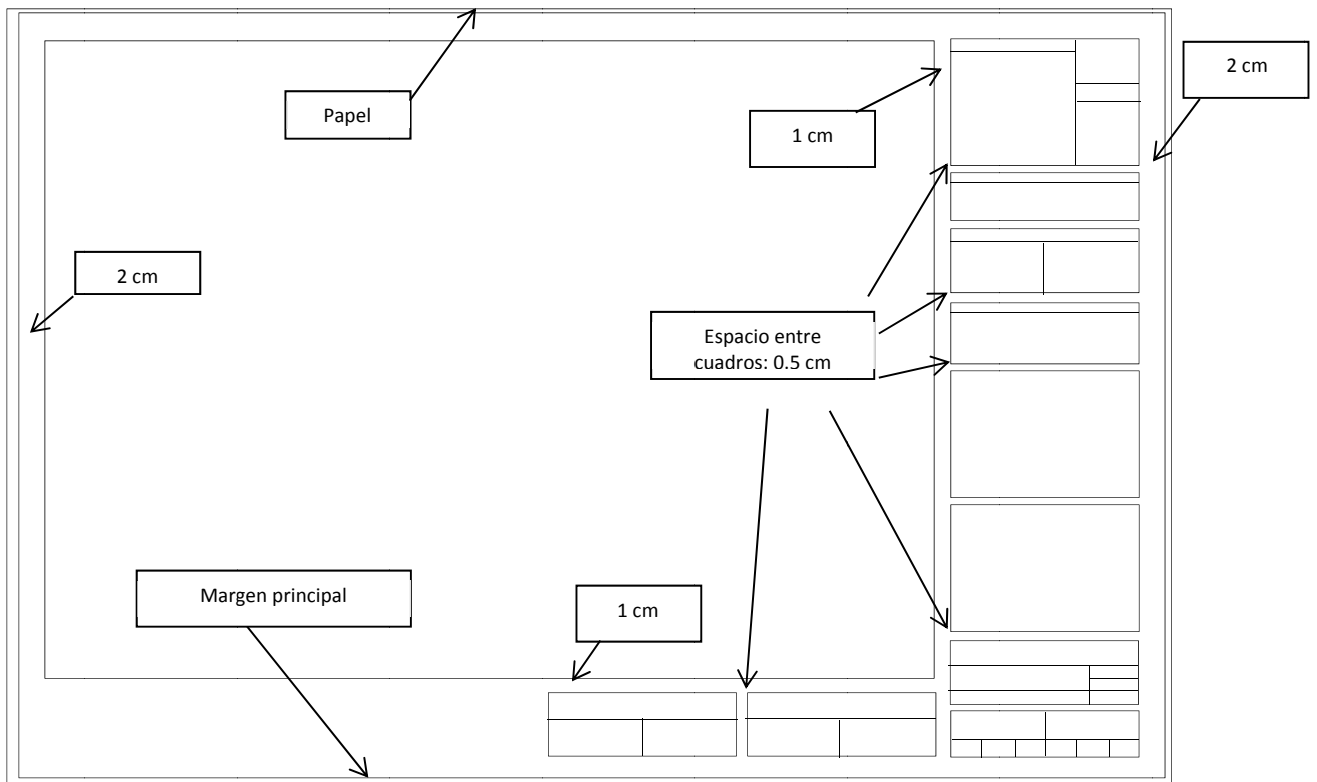 2 cm
Papel
1 cm
2 cm
Espacio entre
cuadros: 0.5 cm
Margen principal
1 cm